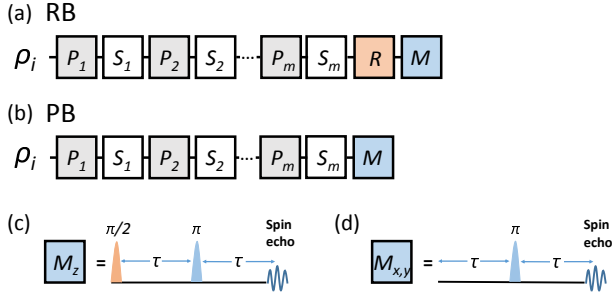 (a) RB
ρi P1 S1 P2 S2 ... Pm Sm R M
(b) PB
ρi P1 S1 P2 S2 ... Pm Sm M
(c) π/2 π Spin echo
Mz = τ τ
(d) π Spin echo
Mx,y = τ τ